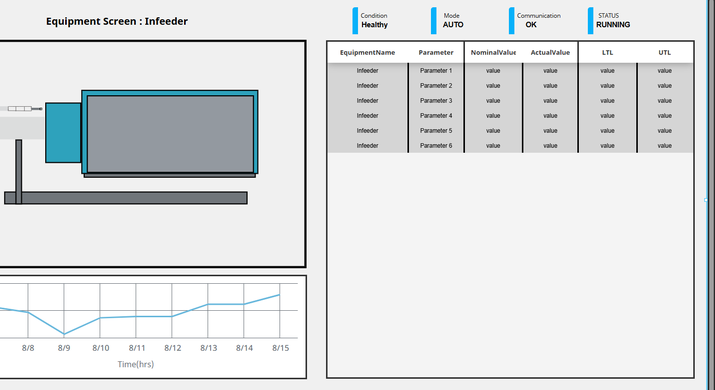 Equipment Screen : Infeeder
Condition
Healthy
Mode
AUTO
Communication
OK
STATUS
RUNNING
EquipmentName Parameter NominalValue ActualValue LTL UTL
Infeeder Parameter 1 value value value value
Infeeder Parameter 2 value value value value
Infeeder Parameter 3 value value value value
Infeeder Parameter 4 value value value value
Infeeder Parameter 5 value value value value
Infeeder Parameter 6 value value value value
8/8 8/9 8/10 8/11 8/12 8/13 8/14 8/15
Time(hrs)